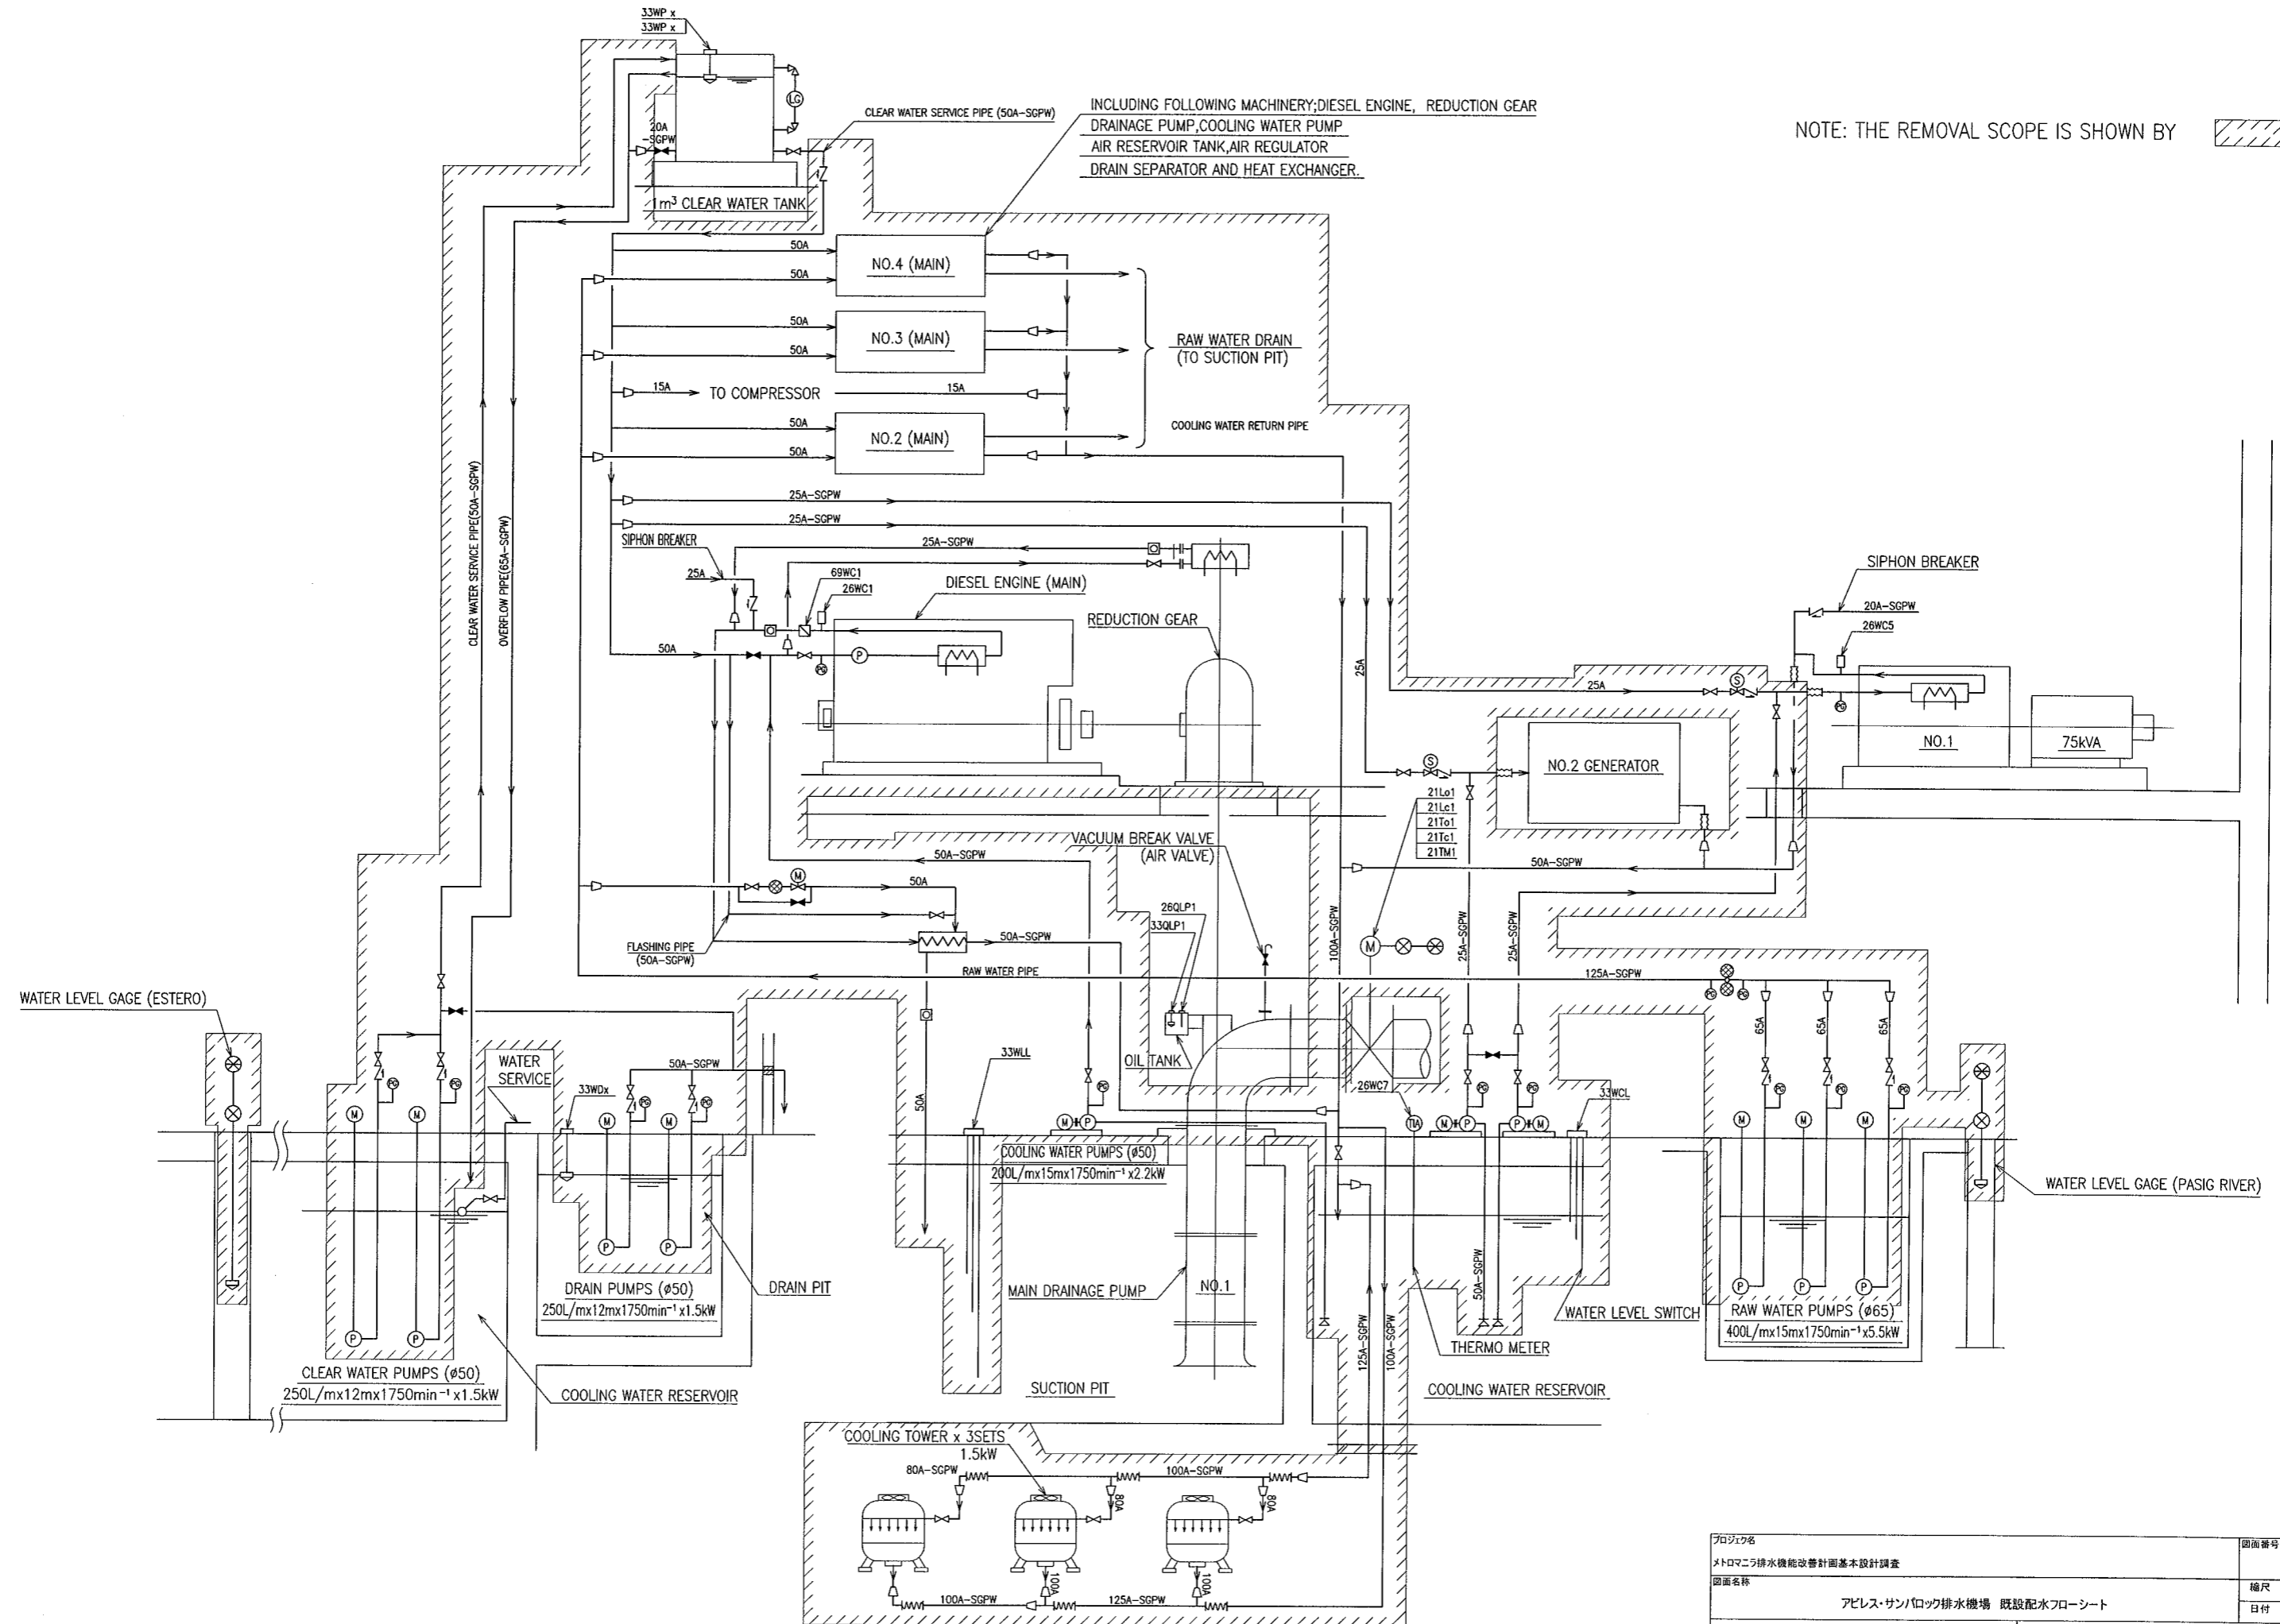 33WP x
33WP x
LG
20A
-SGPW
1m³ CLEAR WATER TANK
CLEAR WATER SERVICE PIPE (50A-SGPW)
INCLUDING FOLLOWING MACHINERY;DIESEL ENGINE, REDUCTION GEAR
DRAINAGE PUMP,COOLING WATER PUMP
AIR RESERVOIR TANK,AIR REGULATOR
DRAIN SEPARATOR AND HEAT EXCHANGER.
NOTE: THE REMOVAL SCOPE IS SHOWN BY
50A
NO.4 (MAIN)
50A
50A
NO.3 (MAIN)
50A
RAW WATER DRAIN
(TO SUCTION PIT)
15A
TO COMPRESSOR
15A
50A
NO.2 (MAIN)
50A
COOLING WATER RETURN PIPE
CLEAR WATER SERVICE PIPE(50A-SGPW)
OVERFLOW PIPE(65A-SGPW)
25A-SGPW
25A-SGPW
SIPHON BREAKER
25A-SGPW
25A
69WC1
26WC1
DIESEL ENGINE (MAIN)
REDUCTION GEAR
50A
PG
P
25A
SIPHON BREAKER
20A-SGPW
26WC5
25A
S
PG
NO.1
75kVA
S
NO.2 GENERATOR
21Lo1
21Lc1
21To1
21Tc1
21TM1
VACUUM BREAK VALVE
(AIR VALVE)
50A-SGPW
50A-SGPW
M
50A
26QLP1
33QLP1
FLASHING PIPE
(50A-SGPW)
50A-SGPW
100A-SGPW
M
25A-SGPW
25A-SGPW
RAW WATER PIPE
125A-SGPW
PG
PG
65A
65A
65A
WATER LEVEL GAGE (ESTERO)
WATER
SERVICE
33WDx
50A-SGPW
PG
PG
PG
PG
M
M
M
M
50A
33WLL
OIL TANK
26WC7
33WCL
PG
PG
PG
PG
PG
PG
M
P
TIA
M
P
P
M
M
M
M
COOLING WATER PUMPS (ø50)
200L/mx15mx1750min⁻¹x2.2kW
WATER LEVEL GAGE (PASIG RIVER)
P
P
P
P
P
P
P
DRAIN PUMPS (ø50)
250L/mx12mx1750min⁻¹x1.5kW
DRAIN PIT
MAIN DRAINAGE PUMP
NO.1
50A-SGPW
WATER LEVEL SWITCH
RAW WATER PUMPS (ø65)
400L/mx15mx1750min⁻¹x5.5kW
125A-SGPW
100A-SGPW
THERMO METER
CLEAR WATER PUMPS (ø50)
250L/mx12mx1750min⁻¹x1.5kW
COOLING WATER RESERVOIR
SUCTION PIT
COOLING WATER RESERVOIR
COOLING TOWER x 3SETS
1.5kW
80A-SGPW
100A-SGPW
80A
80A
100A
100A
100A-SGPW
125A-SGPW
プロジェクト名
図面番号
メトロマニラ排水機能改善計画基本設計調査
図面名称
縮尺
アビレス・サンパロック排水機場 既設配水フローシート
日付